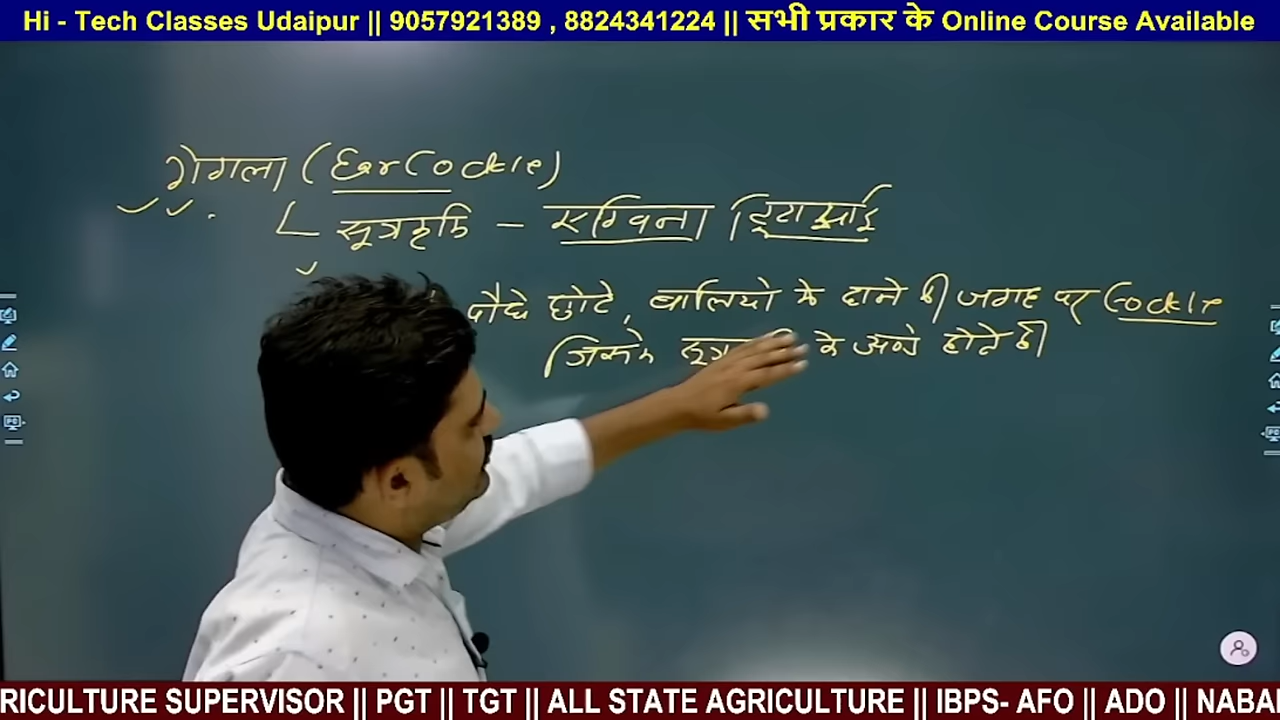 Hi - Tech Classes Udaipur || 9057921389 , 8824341224 || सभी प्रकार के Online Course Available
गेगला (Ear Cockle)
सूत्रकृमि - एग्विना ट्रिटीसाई
पौधे छोटे, बालियो मे दाने की जगह पर Cockle
जिसमे के अण्डे होते है
RICULTURE SUPERVISOR || PGT || TGT || ALL STATE AGRICULTURE || IBPS- AFO || ADO || NABA